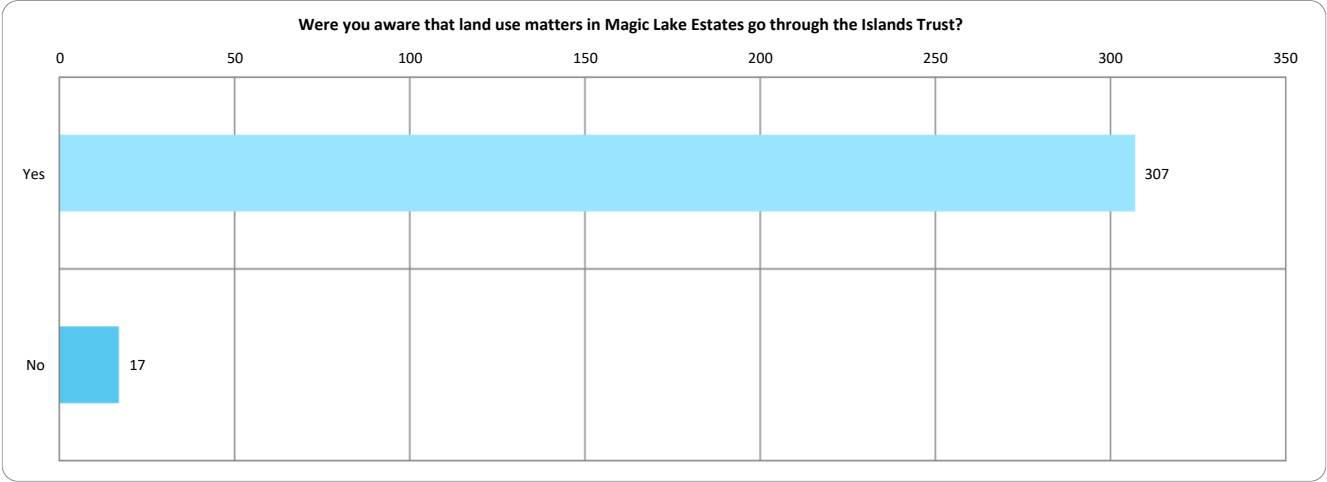 Were you aware that land use matters in Magic Lake Estates go through the Islands Trust?
0 50 100 150 200 250 300 350
Yes 307
No 17